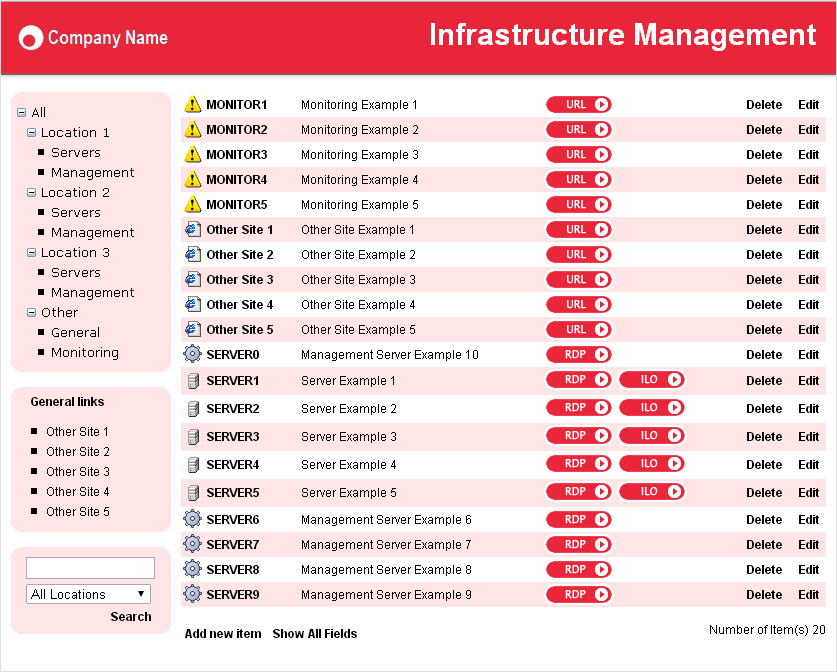 Company Name
Infrastructure Management
All
Location 1
Servers
Management
Location 2
Servers
Management
Location 3
Servers
Management
Other
General
Monitoring
General links
Other Site 1
Other Site 2
Other Site 3
Other Site 4
Other Site 5
All Locations
Search
MONITOR1 Monitoring Example 1 URL Delete Edit
MONITOR2 Monitoring Example 2 URL Delete Edit
MONITOR3 Monitoring Example 3 URL Delete Edit
MONITOR4 Monitoring Example 4 URL Delete Edit
MONITOR5 Monitoring Example 5 URL Delete Edit
Other Site 1 Other Site Example 1 URL Delete Edit
Other Site 2 Other Site Example 2 URL Delete Edit
Other Site 3 Other Site Example 3 URL Delete Edit
Other Site 4 Other Site Example 4 URL Delete Edit
Other Site 5 Other Site Example 5 URL Delete Edit
SERVER0 Management Server Example 10 RDP Delete Edit
SERVER1 Server Example 1 RDP ILO Delete Edit
SERVER2 Server Example 2 RDP ILO Delete Edit
SERVER3 Server Example 3 RDP ILO Delete Edit
SERVER4 Server Example 4 RDP ILO Delete Edit
SERVER5 Server Example 5 RDP ILO Delete Edit
SERVER6 Management Server Example 6 RDP Delete Edit
SERVER7 Management Server Example 7 RDP Delete Edit
SERVER8 Management Server Example 8 RDP Delete Edit
SERVER9 Management Server Example 9 RDP Delete Edit
Add new item Show All Fields Number of Item(s) 20